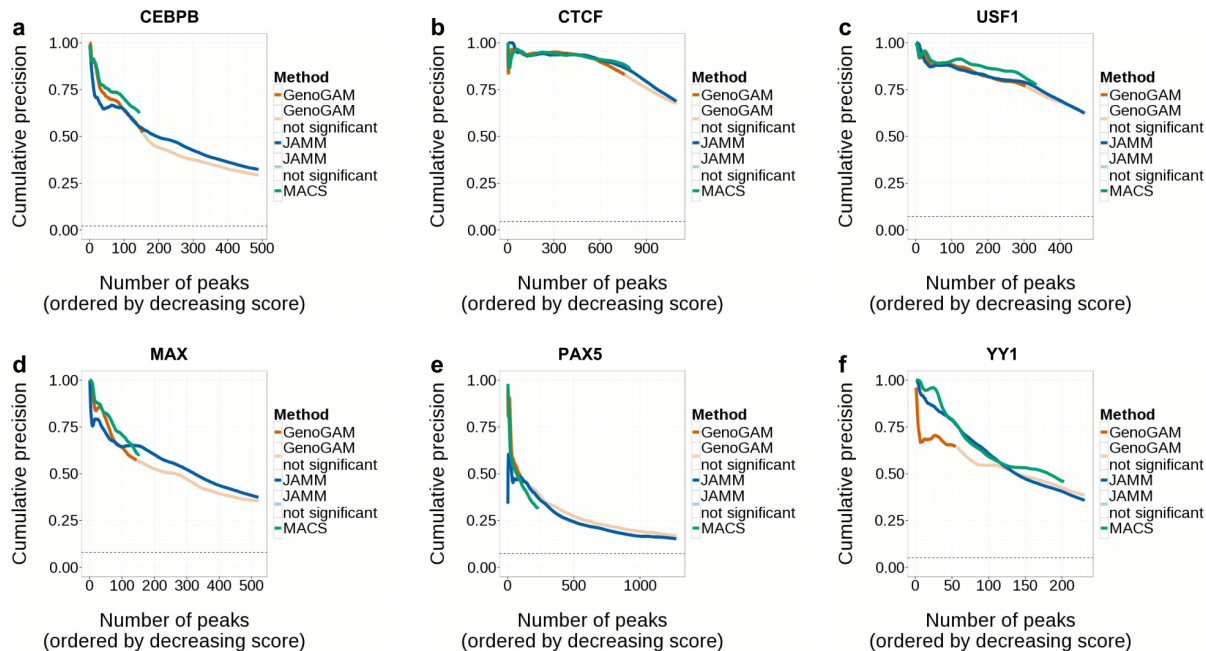 a
CEBPB
Cumulative precision
1.00
0.75
0.50
0.25
0.00
0 100 200 300 400 500
Number of peaks
(ordered by decreasing score)
Method
GenoGAM
GenoGAM
not significant
JAMM
JAMM
not significant
MACS
b
CTCF
Cumulative precision
1.00
0.75
0.50
0.25
0.00
0 300 600 900
Number of peaks
(ordered by decreasing score)
Method
GenoGAM
GenoGAM
not significant
JAMM
JAMM
not significant
MACS
c
USF1
Cumulative precision
1.00
0.75
0.50
0.25
0.00
0 100 200 300 400
Number of peaks
(ordered by decreasing score)
Method
GenoGAM
GenoGAM
not significant
JAMM
JAMM
not significant
MACS
d
MAX
Cumulative precision
1.00
0.75
0.50
0.25
0.00
0 100 200 300 400 500
Number of peaks
(ordered by decreasing score)
Method
GenoGAM
GenoGAM
not significant
JAMM
JAMM
not significant
MACS
e
PAX5
Cumulative precision
1.00
0.75
0.50
0.25
0.00
0 500 1000
Number of peaks
(ordered by decreasing score)
Method
GenoGAM
GenoGAM
not significant
JAMM
JAMM
not significant
MACS
f
YY1
Cumulative precision
1.00
0.75
0.50
0.25
0.00
0 50 100 150 200
Number of peaks
(ordered by decreasing score)
Method
GenoGAM
GenoGAM
not significant
JAMM
JAMM
not significant
MACS